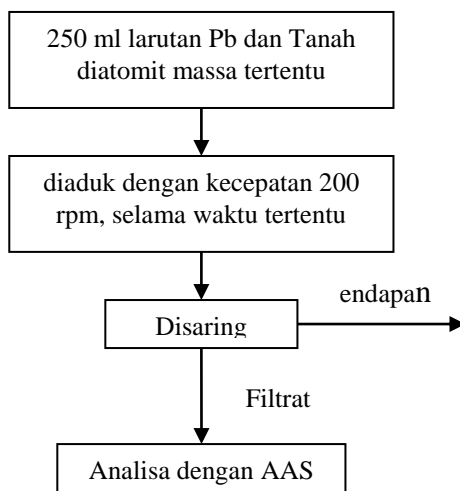 250 ml larutan Pb dan Tanah
diatomit massa tertentu
diaduk dengan kecepatan 200
rpm, selama waktu tertentu
Disaring
endapan
Filtrat
Analisa dengan AAS